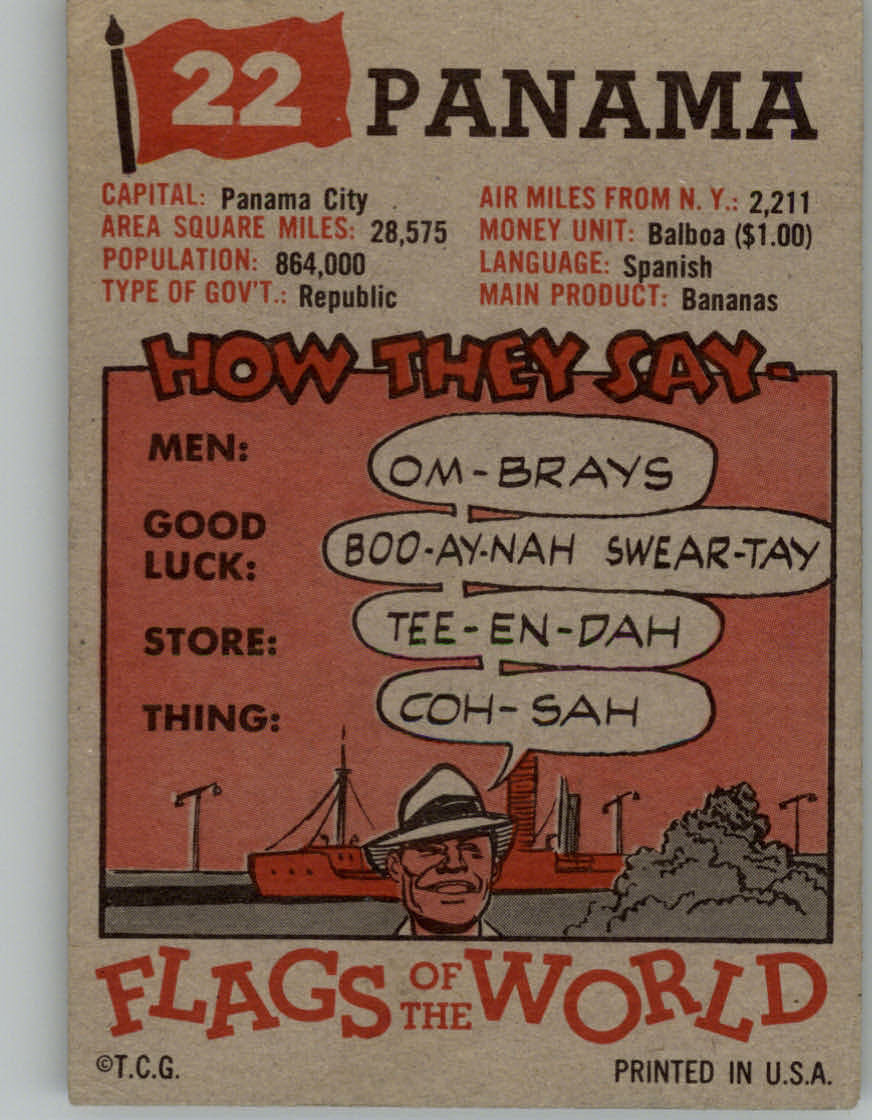 22 PANAMA
CAPITAL: Panama City
AREA SQUARE MILES: 28,575
POPULATION: 864,000
TYPE OF GOV'T.: Republic
AIR MILES FROM N. Y.: 2,211
MONEY UNIT: Balboa ($1.00)
LANGUAGE: Spanish
MAIN PRODUCT: Bananas
HOW THEY SAY-
MEN: OM-BRAYS
GOOD LUCK: BOO-AY-NAH SWEAR-TAY
STORE: TEE-EN-DAH
THING: COH-SAH
FLAGS OF THE WORLD
©T.C.G. PRINTED IN U.S.A.